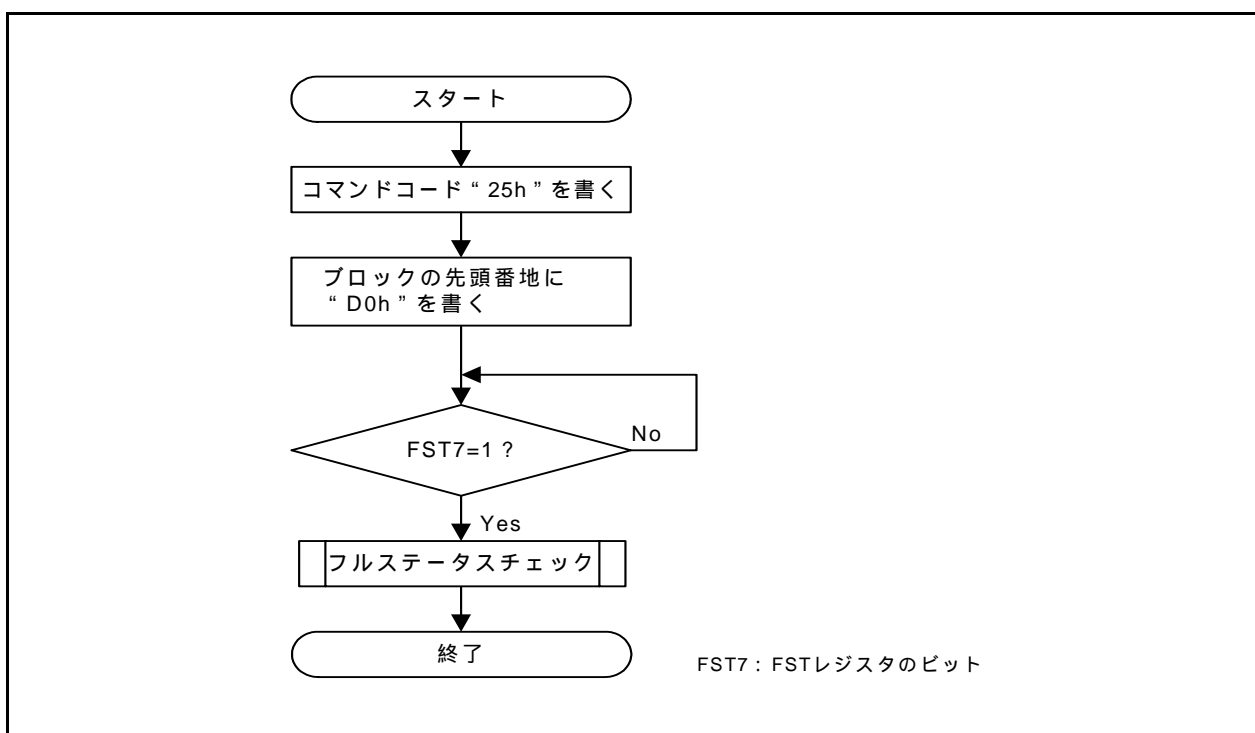 スタート
コマンドコード“25h”を書く
ブロックの先頭番地に
“D0h”を書く
FST7=1？
No
Yes
フルステータスチェック
終了
FST7：FSTレジスタのビット